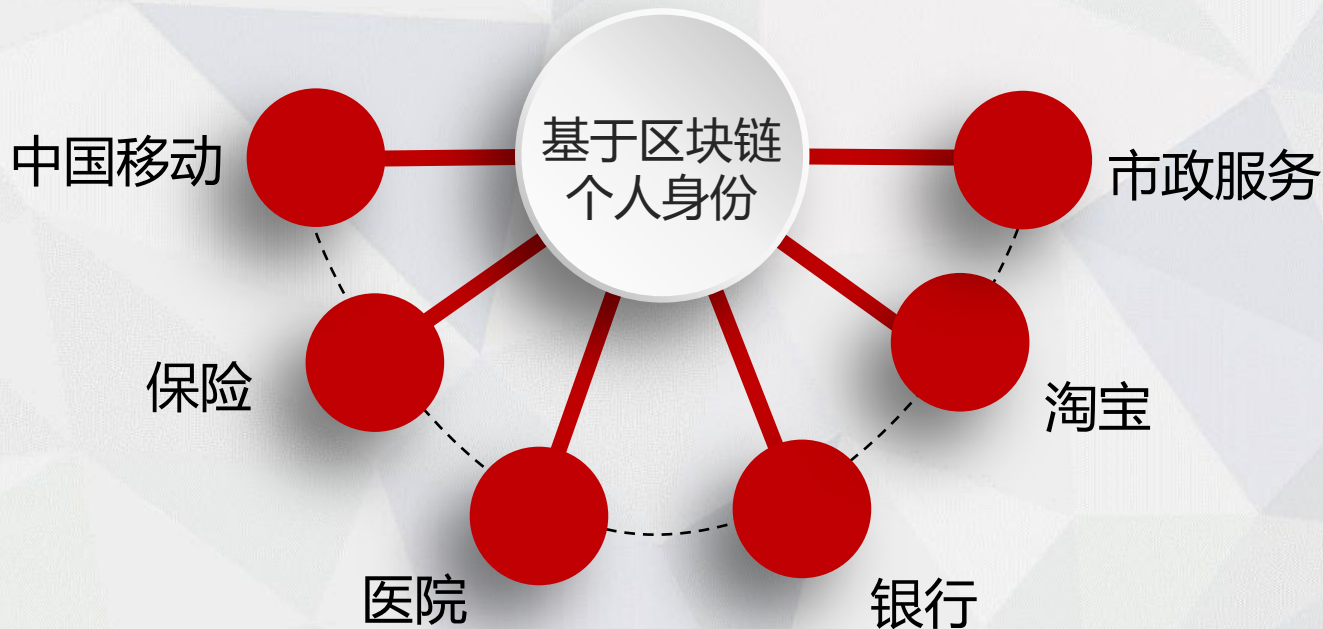 基于区块链
个人身份
中国移动
市政服务
保险
淘宝
医院
银行